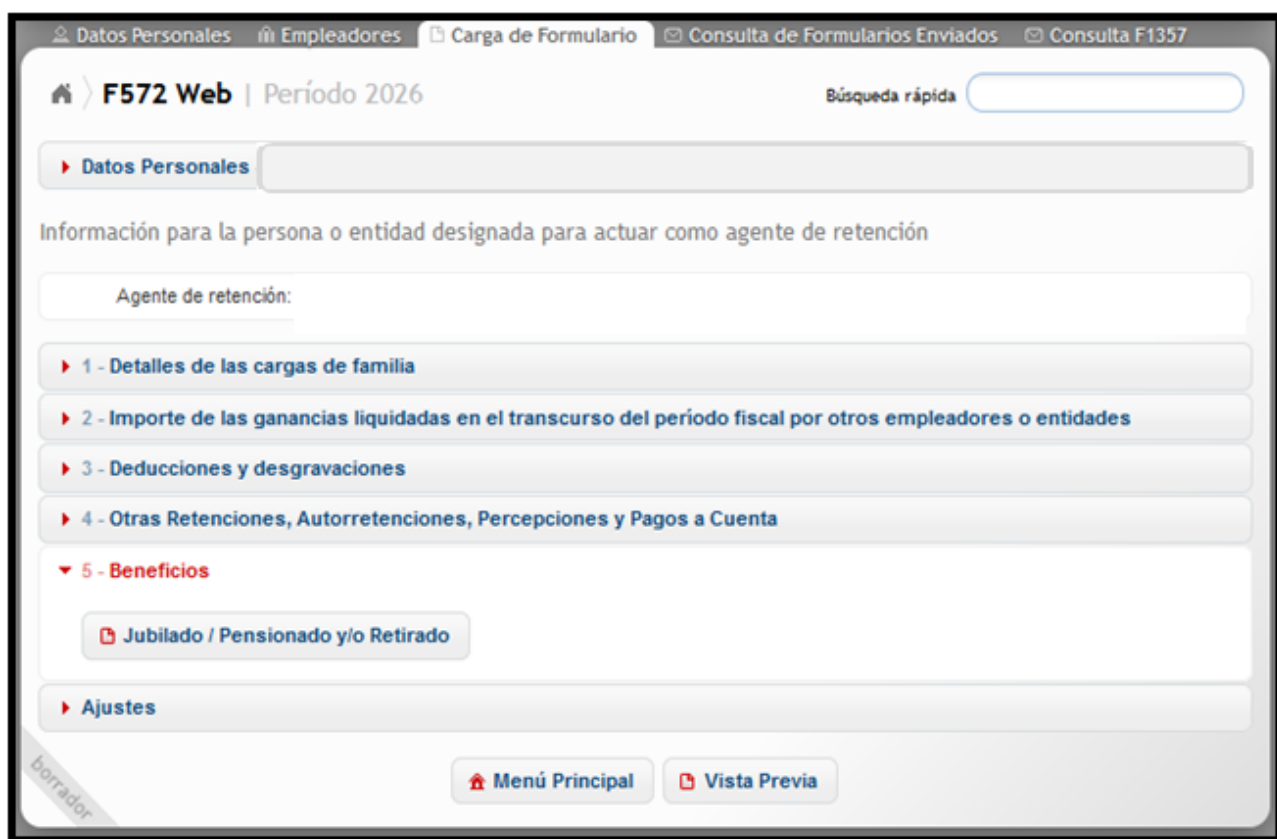 Datos Personales Empleadores Carga de Formulario Consulta de Formularios Enviados Consulta F1357
F572 Web | Período 2026 Búsqueda rápida
Datos Personales
Información para la persona o entidad designada para actuar como agente de retención
Agente de retención:
1 - Detalles de las cargas de familia
2 - Importe de las ganancias liquidadas en el transcurso del período fiscal por otros empleadores o entidades
3 - Deducciones y desgravaciones
4 - Otras Retenciones, Autorretenciones, Percepciones y Pagos a Cuenta
5 - Beneficios
Jubilado / Pensionado y/o Retirado
Ajustes
borrador
Menú Principal Vista Previa